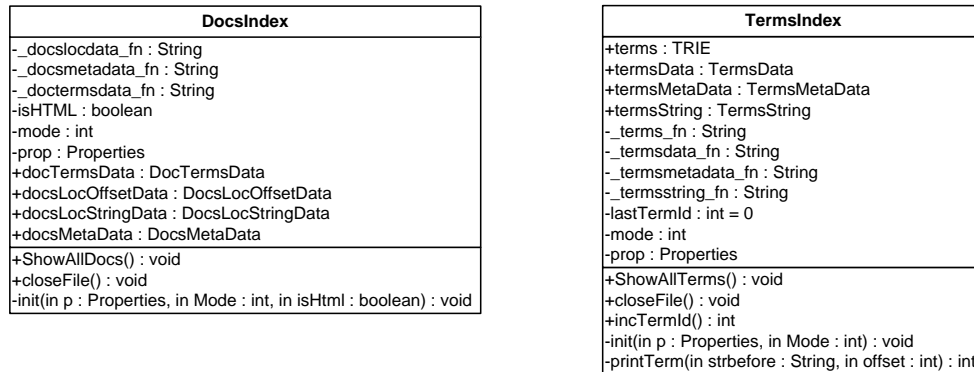 DocsIndex
-_docslocdata_fn : String
-_docsmetadata_fn : String
-_doctermsdata_fn : String
-isHTML : boolean
-mode : int
-prop : Properties
+docTermsData : DocTermsData
+docsLocOffsetData : DocsLocOffsetData
+docsLocStringData : DocsLocStringData
+docsMetaData : DocsMetaData
+ShowAllDocs() : void
+closeFile() : void
-init(in p : Properties, in Mode : int, in isHtml : boolean) : void
TermsIndex
+terms : TRIE
+termsData : TermsData
+termsMetaData : TermsMetaData
+termsString : TermsString
-_terms_fn : String
-_termsdata_fn : String
-_termsmetadata_fn : String
-_termsstring_fn : String
-lastTermId : int = 0
-mode : int
-prop : Properties
+ShowAllTerms() : void
+closeFile() : void
+incTermId() : int
-init(in p : Properties, in Mode : int) : void
-printTerm(in strbefore : String, in offset : int) : int